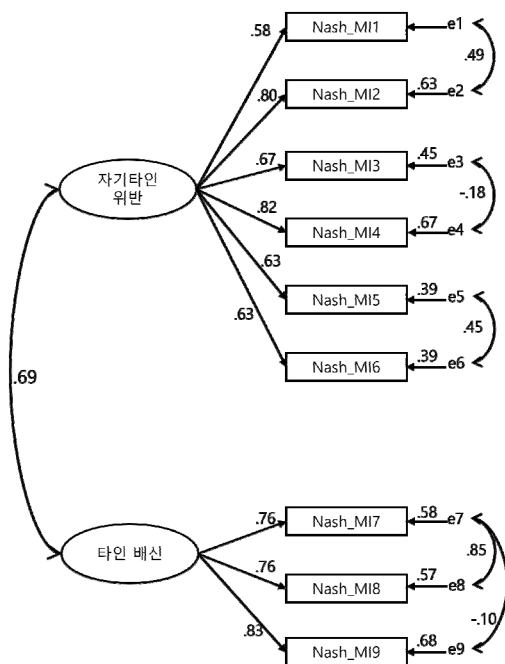 .58
Nash_MI1
e1
.49
.80
Nash_MI2
.63
e2
.67
Nash_MI3
.45
e3
-.18
자기타인
위반
.82
Nash_MI4
.67
e4
.63
Nash_MI5
.39
e5
.45
.63
Nash_MI6
.39
e6
.69
.76
Nash_MI7
.58
e7
.85
타인 배신
.76
Nash_MI8
.57
e8
-.10
.83
Nash_MI9
.68
e9